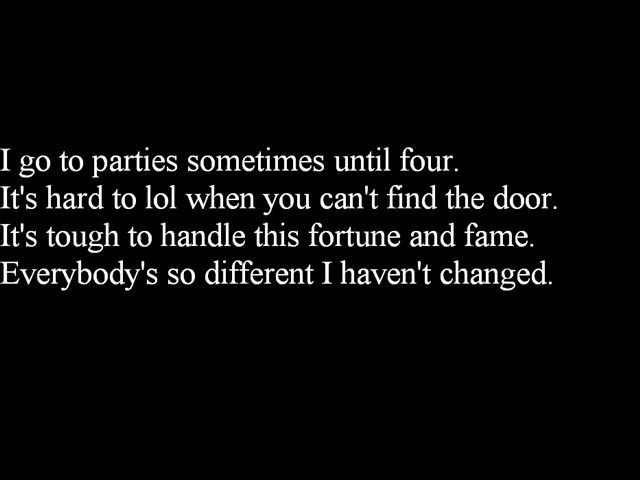 I go to parties sometimes until four.
It's hard to lol when you can't find the door.
It's tough to handle this fortune and fame.
Everybody's so different I haven't changed.